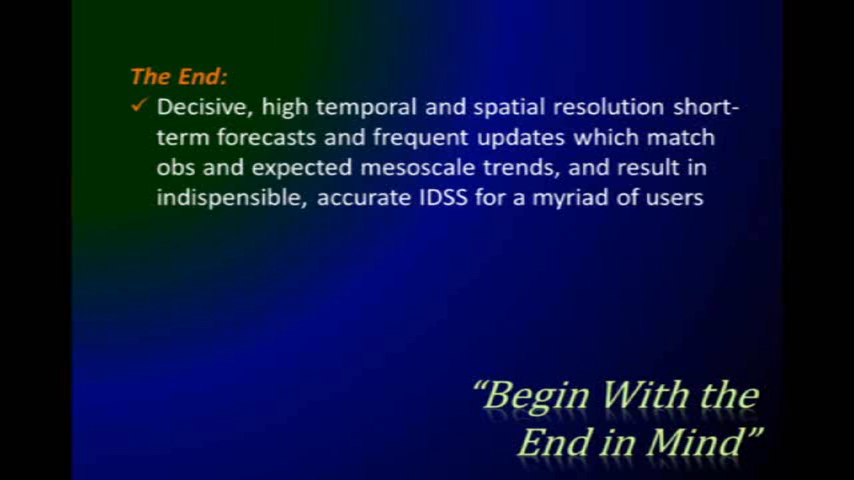 The End:
✓ Decisive, high temporal and spatial resolution short-
term forecasts and frequent updates which match
obs and expected mesoscale trends, and result in
indispensible, accurate IDSS for a myriad of users
“Begin With the
End in Mind”